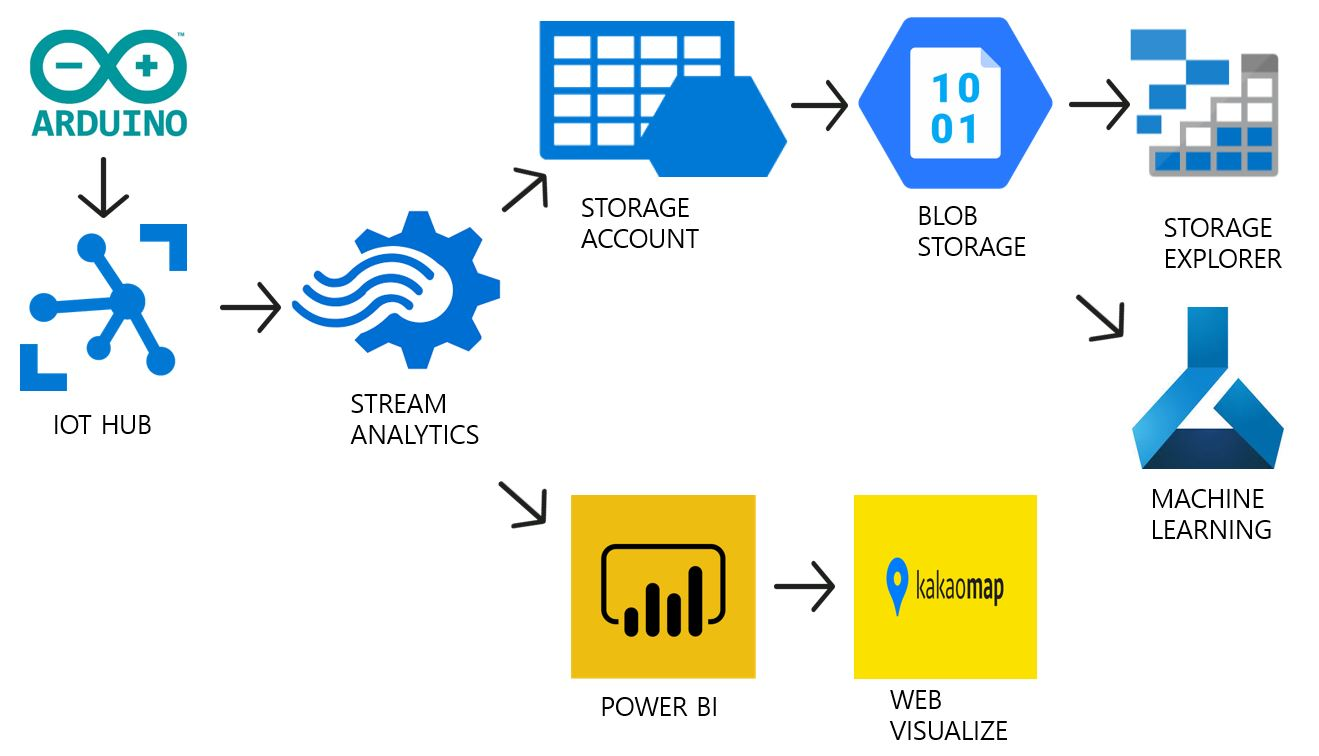 ARDUINO
™
STORAGE
ACCOUNT
10
01
BLOB
STORAGE
STORAGE
EXPLORER
IOT HUB
STREAM
ANALYTICS
MACHINE
LEARNING
POWER BI
kakaomap
WEB
VISUALIZE